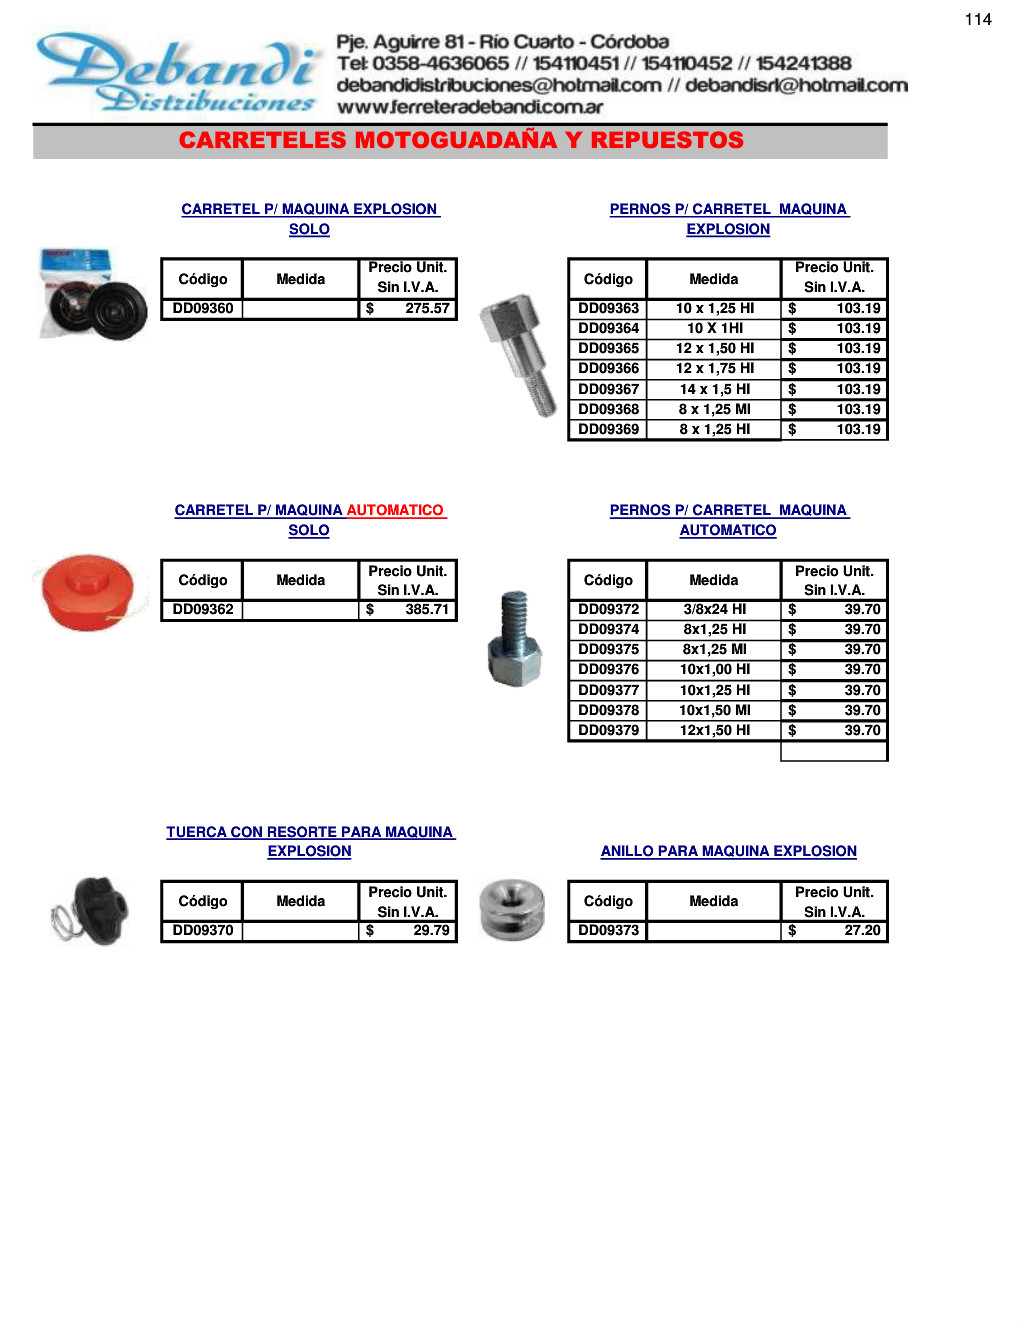 114
Debandi
Distribuciones
Pje. Aguirre 81 - Río Cuarto - Córdoba
Tel: 0358-4636065 // 154110451 // 154110452 // 154241388
debandidistribuciones@hotmail.com // debandisrl@hotmail.com
www.ferreteradebandi.com.ar
CARRETELES MOTOGUADAÑA Y REPUESTOS
CARRETEL P/ MAQUINA EXPLOSION
SOLO
Código Medida Precio Unit. Sin I.V.A.
DD09360 $ 275.57
PERNOS P/ CARRETEL MAQUINA
EXPLOSION
Código Medida Precio Unit. Sin I.V.A.
DD09363 10 x 1,25 HI $ 103.19
DD09364 10 X 1HI $ 103.19
DD09365 12 x 1,50 HI $ 103.19
DD09366 12 x 1,75 HI $ 103.19
DD09367 14 x 1,5 HI $ 103.19
DD09368 8 x 1,25 MI $ 103.19
DD09369 8 x 1,25 HI $ 103.19
CARRETEL P/ MAQUINA AUTOMATICO
SOLO
Código Medida Precio Unit. Sin I.V.A.
DD09362 $ 385.71
PERNOS P/ CARRETEL MAQUINA
AUTOMATICO
Código Medida Precio Unit. Sin I.V.A.
DD09372 3/8x24 HI $ 39.70
DD09374 8x1,25 HI $ 39.70
DD09375 8x1,25 MI $ 39.70
DD09376 10x1,00 HI $ 39.70
DD09377 10x1,25 HI $ 39.70
DD09378 10x1,50 MI $ 39.70
DD09379 12x1,50 HI $ 39.70
TUERCA CON RESORTE PARA MAQUINA
EXPLOSION
Código Medida Precio Unit. Sin I.V.A.
DD09370 $ 29.79
ANILLO PARA MAQUINA EXPLOSION
Código Medida Precio Unit. Sin I.V.A.
DD09373 $ 27.20